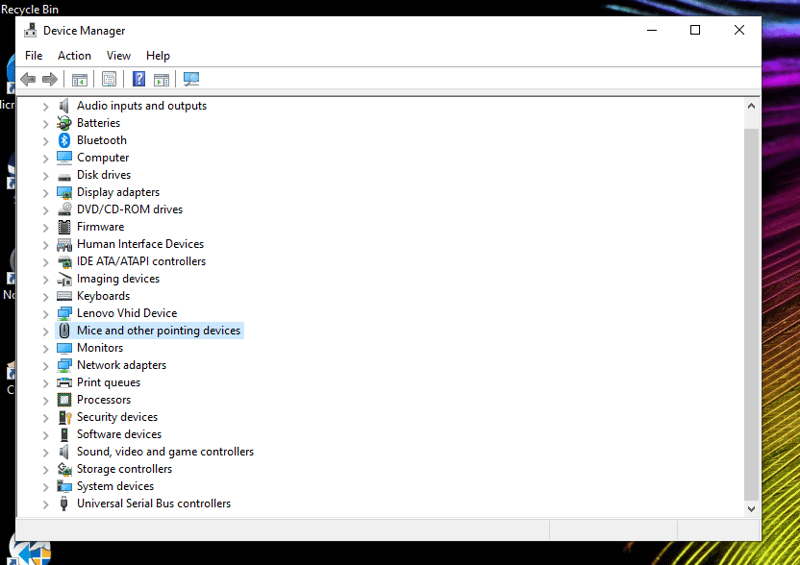 Recycle Bin
Device Manager
File Action View Help
Audio inputs and outputs
Batteries
Bluetooth
Computer
Disk drives
Display adapters
DVD/CD-ROM drives
Firmware
Human Interface Devices
IDE ATA/ATAPI controllers
Imaging devices
Keyboards
Lenovo Vhid Device
Mice and other pointing devices
Monitors
Network adapters
Print queues
Processors
Security devices
Software devices
Sound, video and game controllers
Storage controllers
System devices
Universal Serial Bus controllers